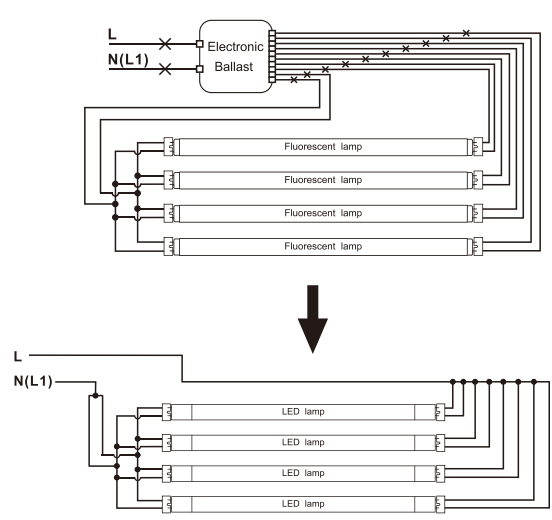 L
N(L1)
Electronic
Ballast
Fluorescent lamp
Fluorescent lamp
Fluorescent lamp
Fluorescent lamp
L
N(L1)
LED lamp
LED lamp
LED lamp
LED lamp